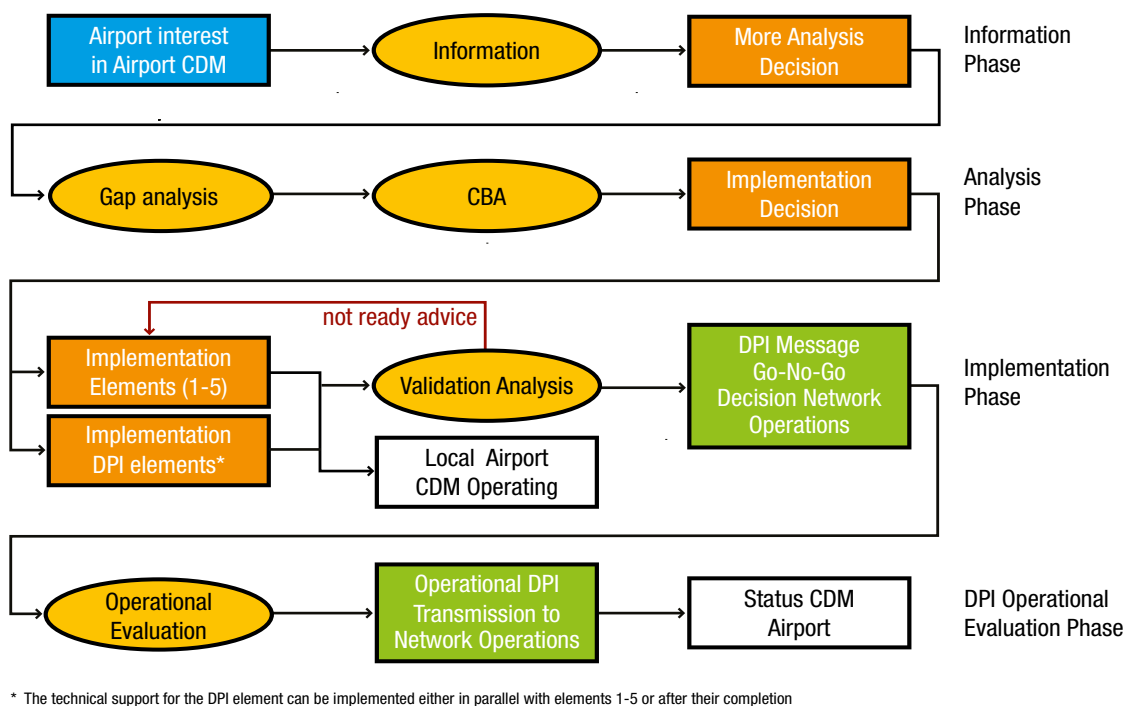 Airport interest
in Airport CDM
Information
More Analysis
Decision
Information
Phase
Gap analysis
CBA
Implementation
Decision
Analysis
Phase
not ready advice
Implementation
Elements (1-5)
Validation Analysis
DPI Message
Go-No-Go
Decision Network
Operations
Implementation
Phase
Implementation
DPI elements*
Local Airport
CDM Operating
Operational
Evaluation
Operational DPI
Transmission to
Network Operations
Status CDM
Airport
DPI Operational
Evaluation Phase
* The technical support for the DPI element can be implemented either in parallel with elements 1-5 or after their completion